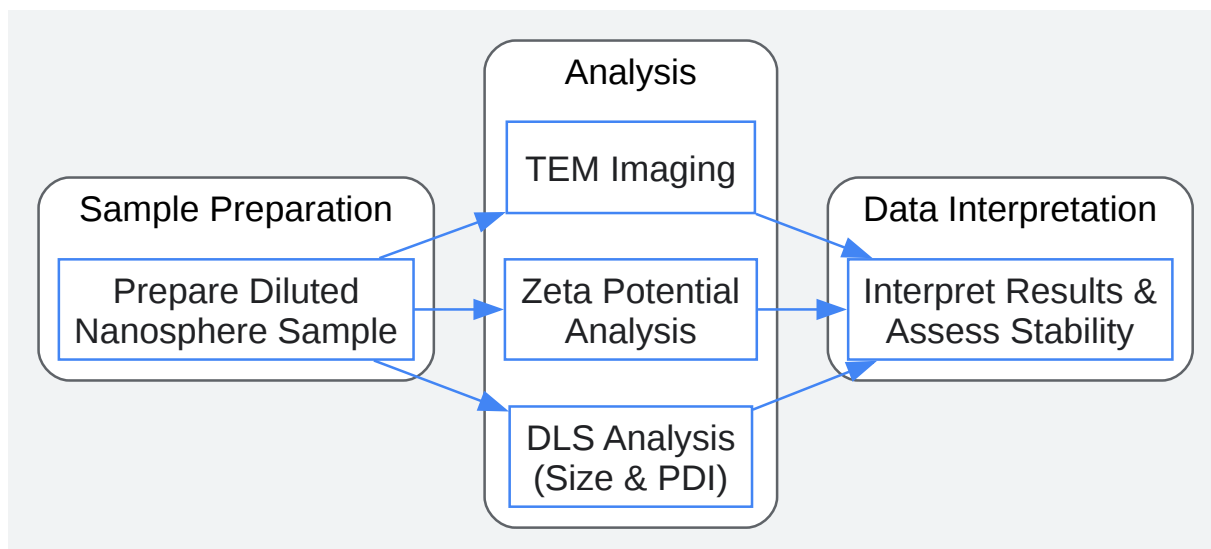 Sample Preparation
Prepare Diluted
Nanosphere Sample
Analysis
TEM Imaging
Zeta Potential
Analysis
DLS Analysis
(Size & PDI)
Data Interpretation
Interpret Results &
Assess Stability